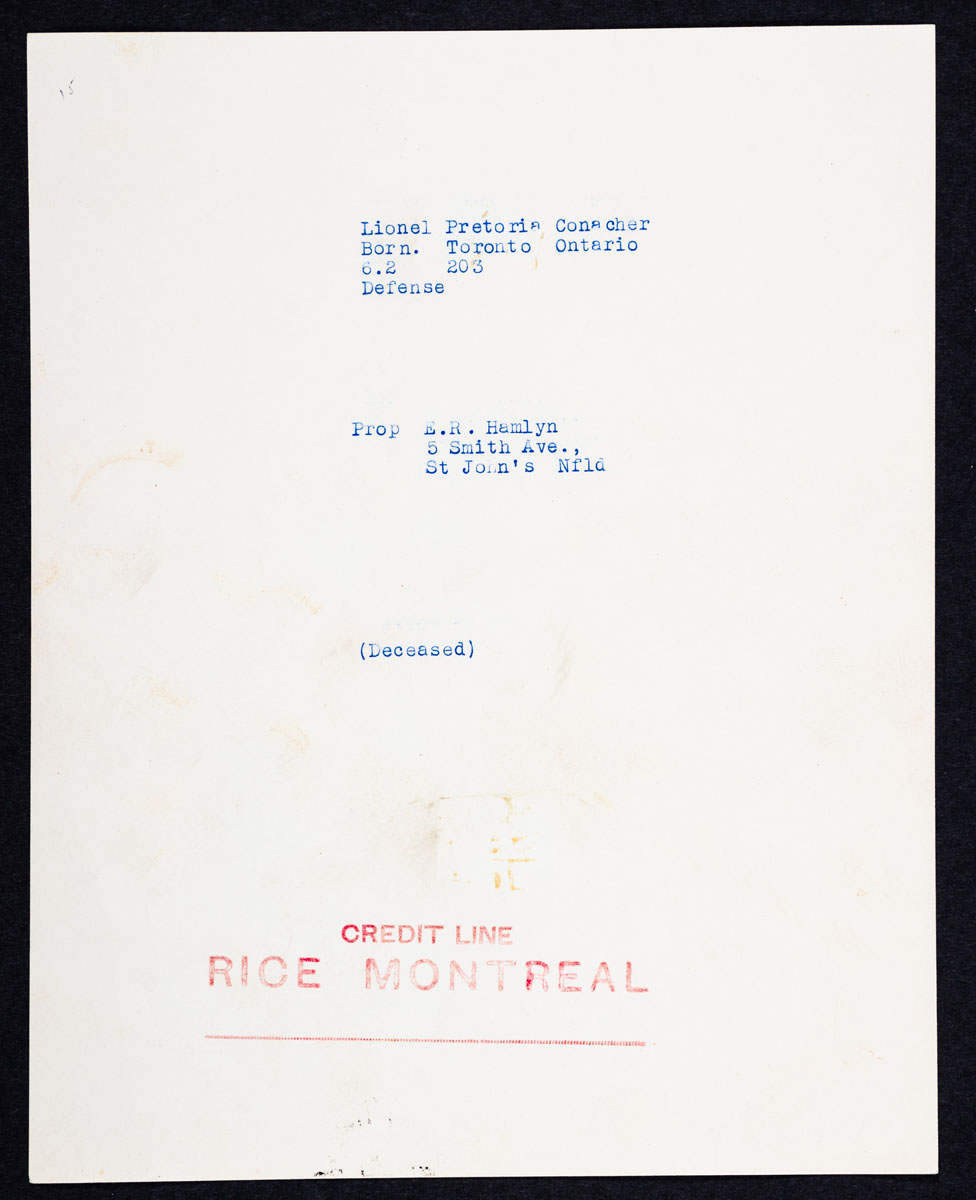 15
Lionel Pretoria Conacher
Born. Toronto Ontario
6.2 203
Defense
Prop E.R. Hamlyn
5 Smith Ave.,
St John's Nfld
(Deceased)
CREDIT LINE
RICE MONTREAL